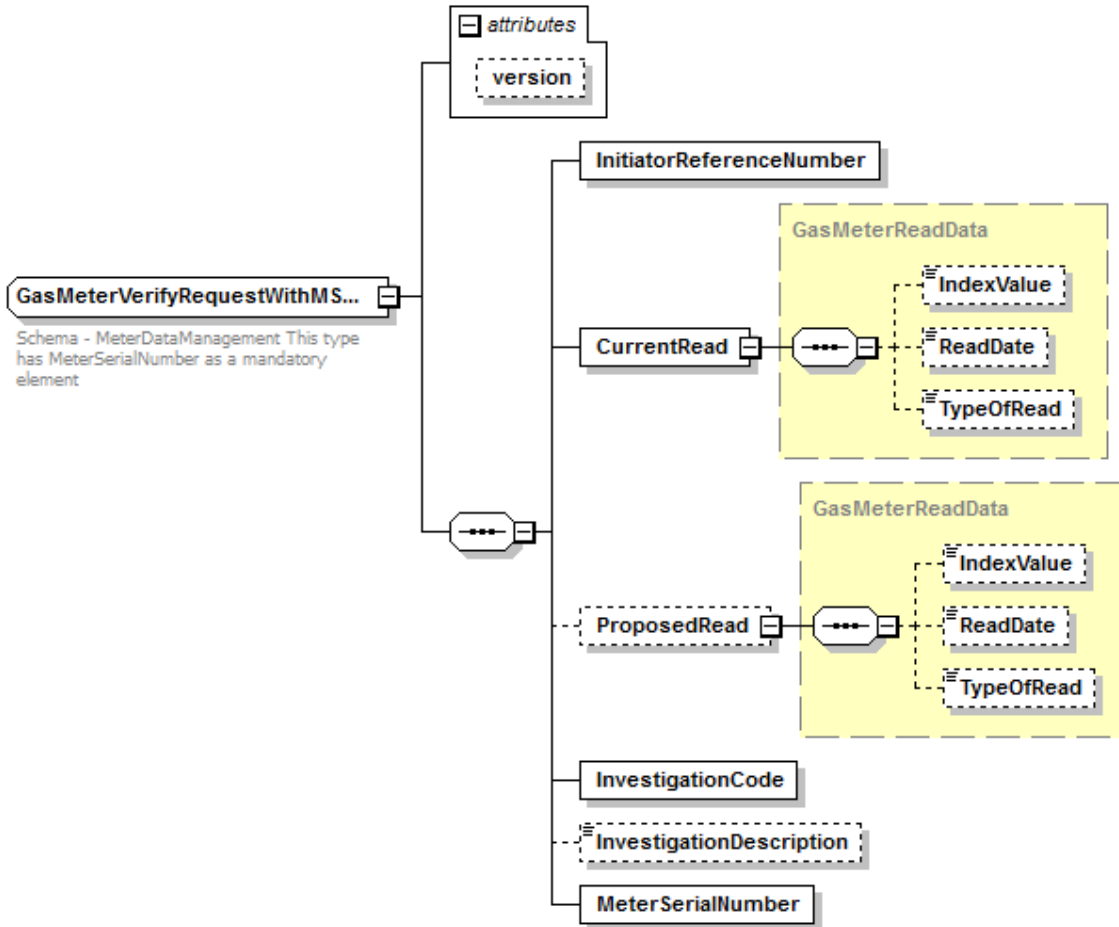 attributes
version
InitiatorReferenceNumber
GasMeterReadData
IndexValue
GasMeterVerifyRequestWithMS...
Schema - MeterDataManagement This type
has MeterSerialNumber as a mandatory
element
CurrentRead
ReadDate
TypeOfRead
GasMeterReadData
IndexValue
ProposedRead
ReadDate
TypeOfRead
InvestigationCode
InvestigationDescription
MeterSerialNumber